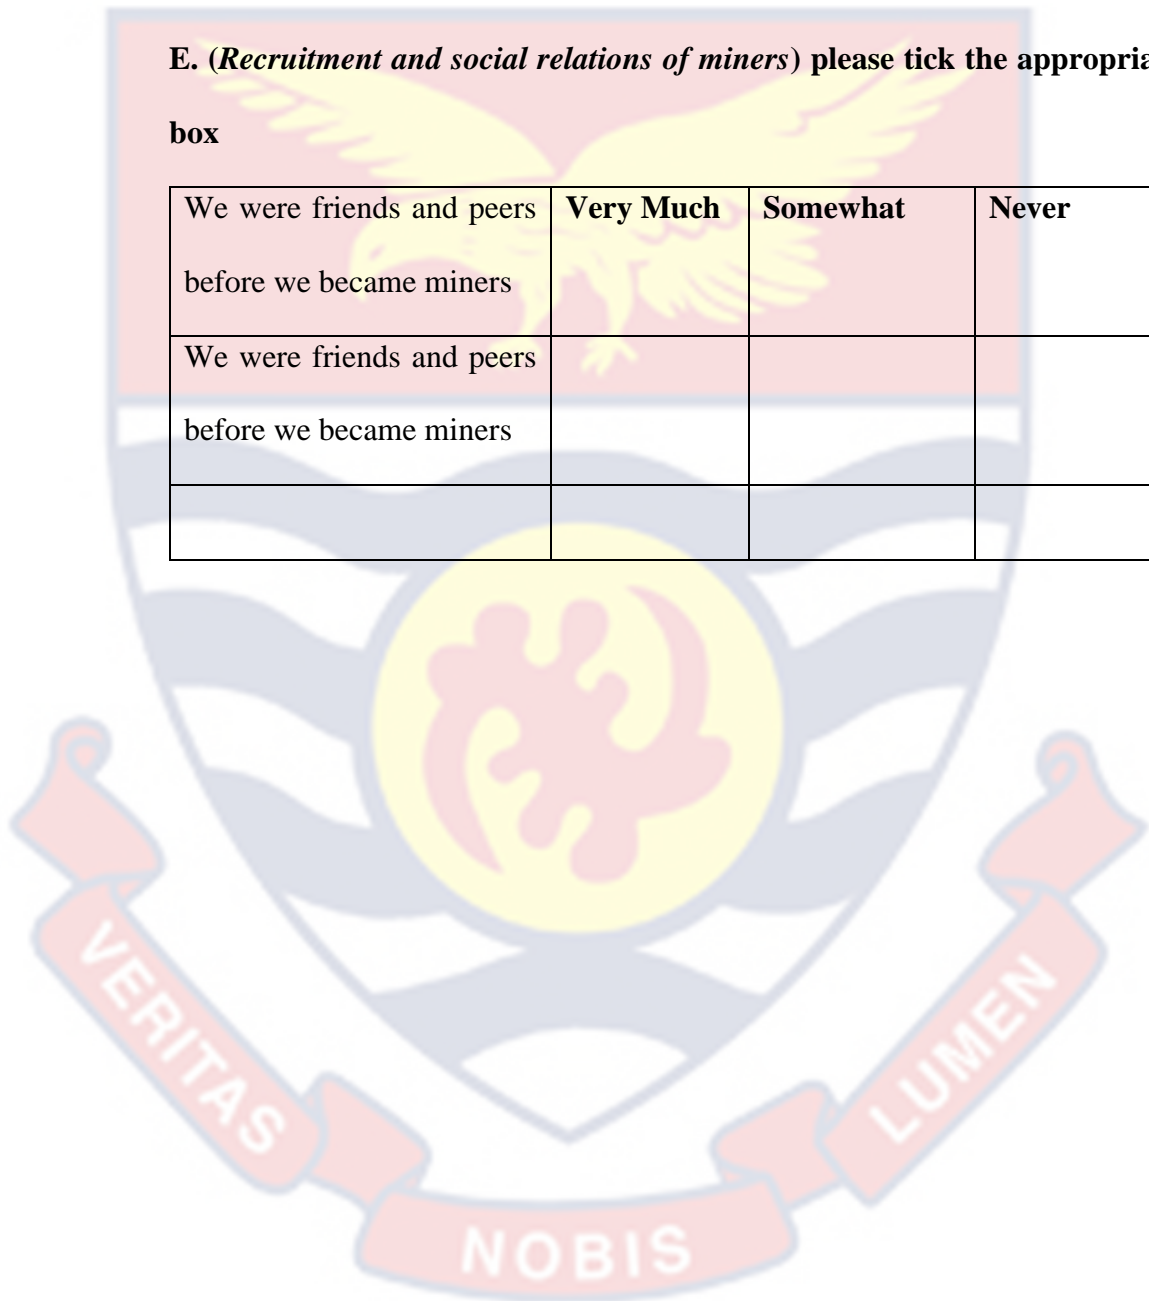 E. (Recruitment and social relations of miners) please tick the appropria
box
We were friends and peers Very Much Somewhat Never
before we became miners
We were friends and peers
before we became miners
VERITAS
LUMEN
NOBIS